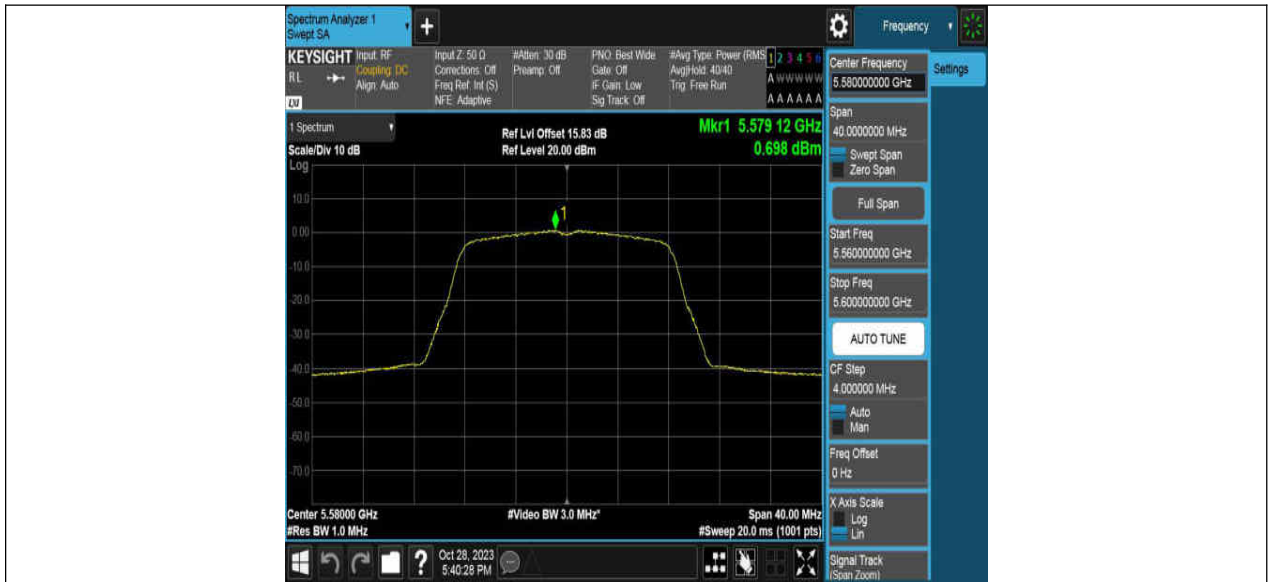 Spectrum Analyzer 1
Swept SA
+
Frequency
KEYSIGHT
RL
Input: RF
Coupling: DC
Align: Auto
Input Z: 50 Ω
Corrections: Off
Freq Ref: Int (S)
NFE: Adaptive
#Atten: 30 dB
Preamp: Off
PNO: Best Wide
Gate: Off
IF Gain: Low
Sig Track: Off
#Avg Type: Power (RMS
Avg|Hold: 40/40
Trig: Free Run
1 2 3 4 5 6
A W W W W W
A A A A A A
Center Frequency
5.580000000 GHz
Settings
Span
40.0000000 MHz
Swept Span
Zero Span
Full Span
Start Freq
5.560000000 GHz
Stop Freq
5.600000000 GHz
AUTO TUNE
CF Step
4.000000 MHz
Auto
Man
Freq Offset
0 Hz
X Axis Scale
Log
Lin
Signal Track
(Span Zoom)
1 Spectrum
Scale/Div 10 dB
Log
Ref Lvl Offset 15.83 dB
Ref Level 20.00 dBm
Mkr1 5.579 12 GHz
0.698 dBm
1
10.0
0.00
-10.0
-20.0
-30.0
-40.0
-50.0
-60.0
-70.0
Center 5.58000 GHz
#Res BW 1.0 MHz
#Video BW 3.0 MHz*
Span 40.00 MHz
#Sweep 20.0 ms (1001 pts)
?
Oct 28, 2023
5:40:28 PM